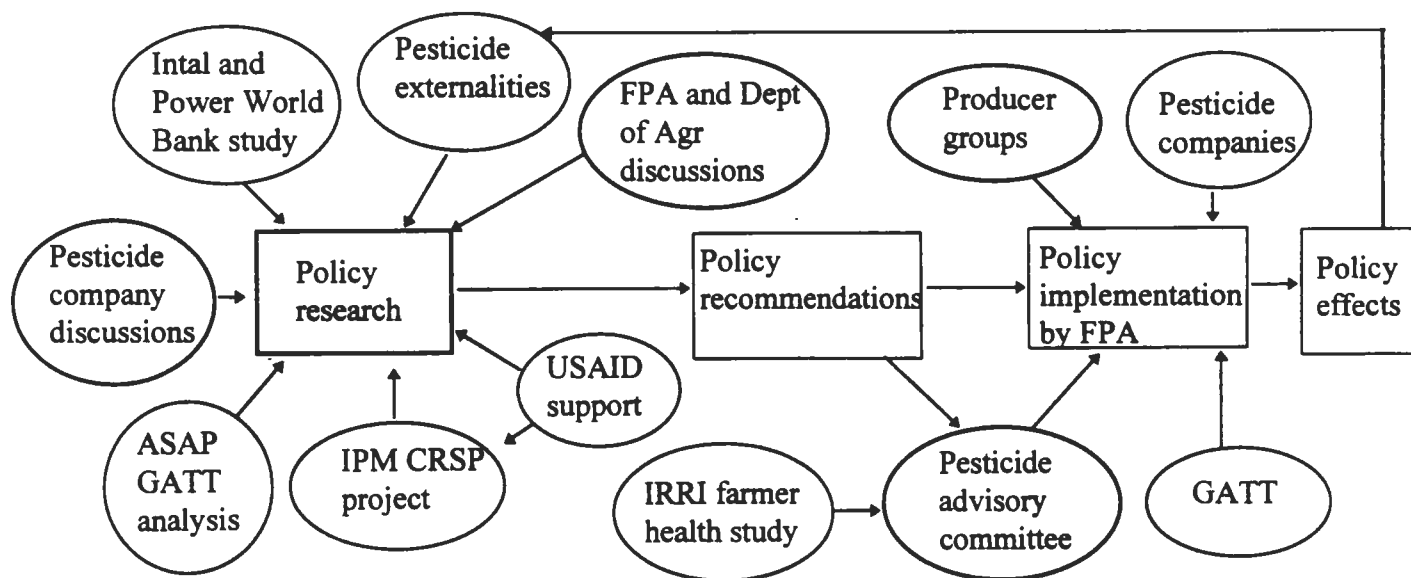 Intal and
Power World
Bank study
Pesticide
externalities
FPA and Dept
of Agr
discussions
Producer
groups
Pesticide
companies
Pesticide
company
discussions
Policy
research
Policy
recommendations
Policy
implementation
by FPA
Policy
effects
ASAP
GATT
analysis
IPM CRSP
project
USAID
support
IRRI farmer
health study
Pesticide
advisory
committee
GATT